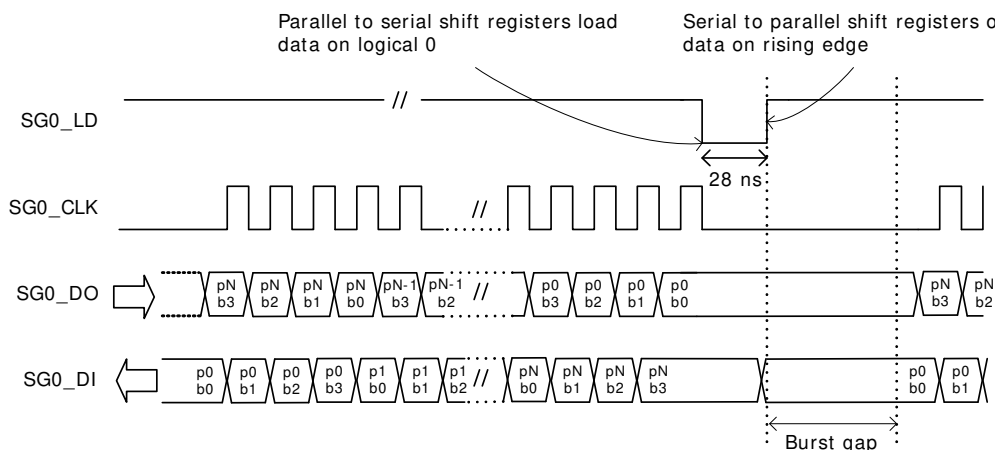 Parallel to serial shift registers load
data on logical 0
Serial to parallel shift registers
data on rising edge
SG0_LD
//
28 ns
SG0_CLK
//
SG0_DO
pN b3 pN b2 pN b1 pN b0 pN-1 b3 pN-1 b2 // p0 b3 p0 b2 p0 b1 p0 b0 pN b3 pN b2
SG0_DI
p0 b0 p0 b1 p0 b2 p0 b3 p1 b0 p1 b1 p1 b2 // pN b0 pN b1 pN b2 pN b3 p0 b0 p0 b1
Burst gap